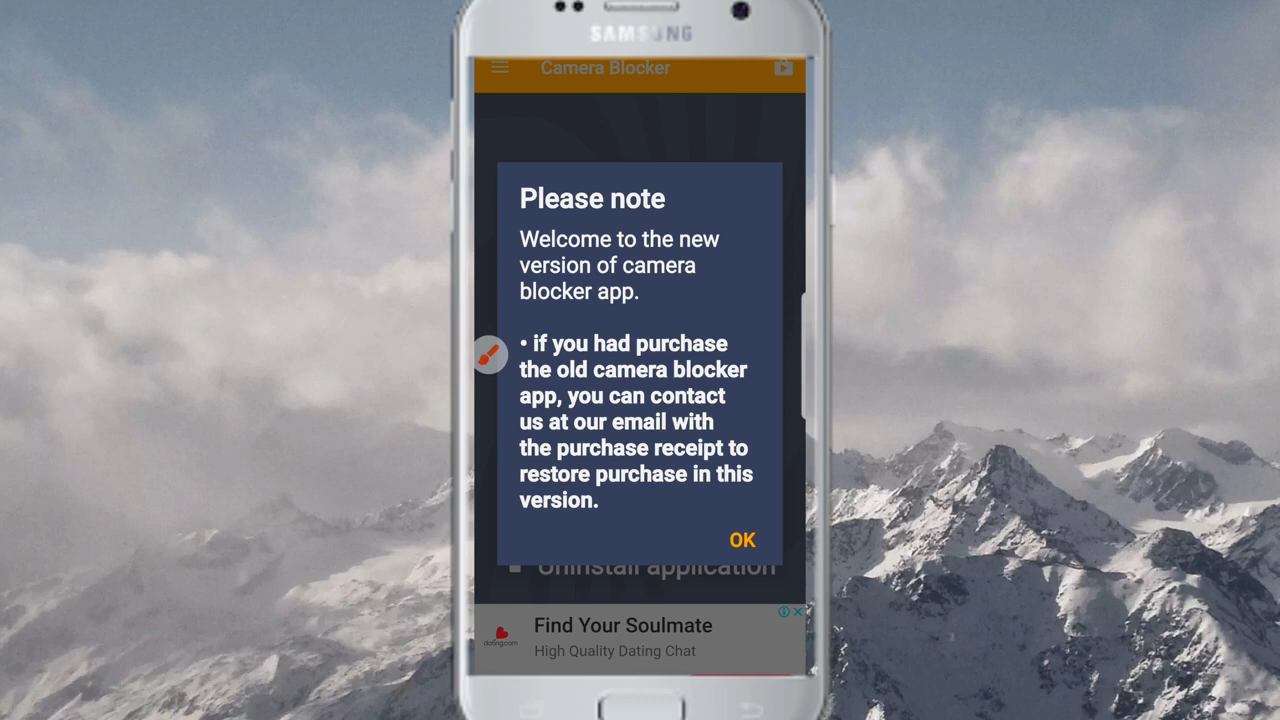 SAMSUNG
Camera Blocker
Please note
Welcome to the new
version of camera
blocker app.
• if you had purchase
the old camera blocker
app, you can contact
us at our email with
the purchase receipt to
restore purchase in this
version.
OK
Uninstall application
Find Your Soulmate
dating.com
High Quality Dating Chat